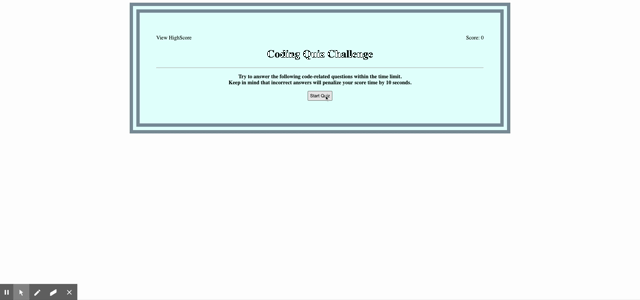 View HighScore
Score: 0
Coding Quiz Challenge
Try to answer the following code-related questions within the time limit.
Keep in mind that incorrect answers will penalize your score time by 10 seconds.
Start Quiz